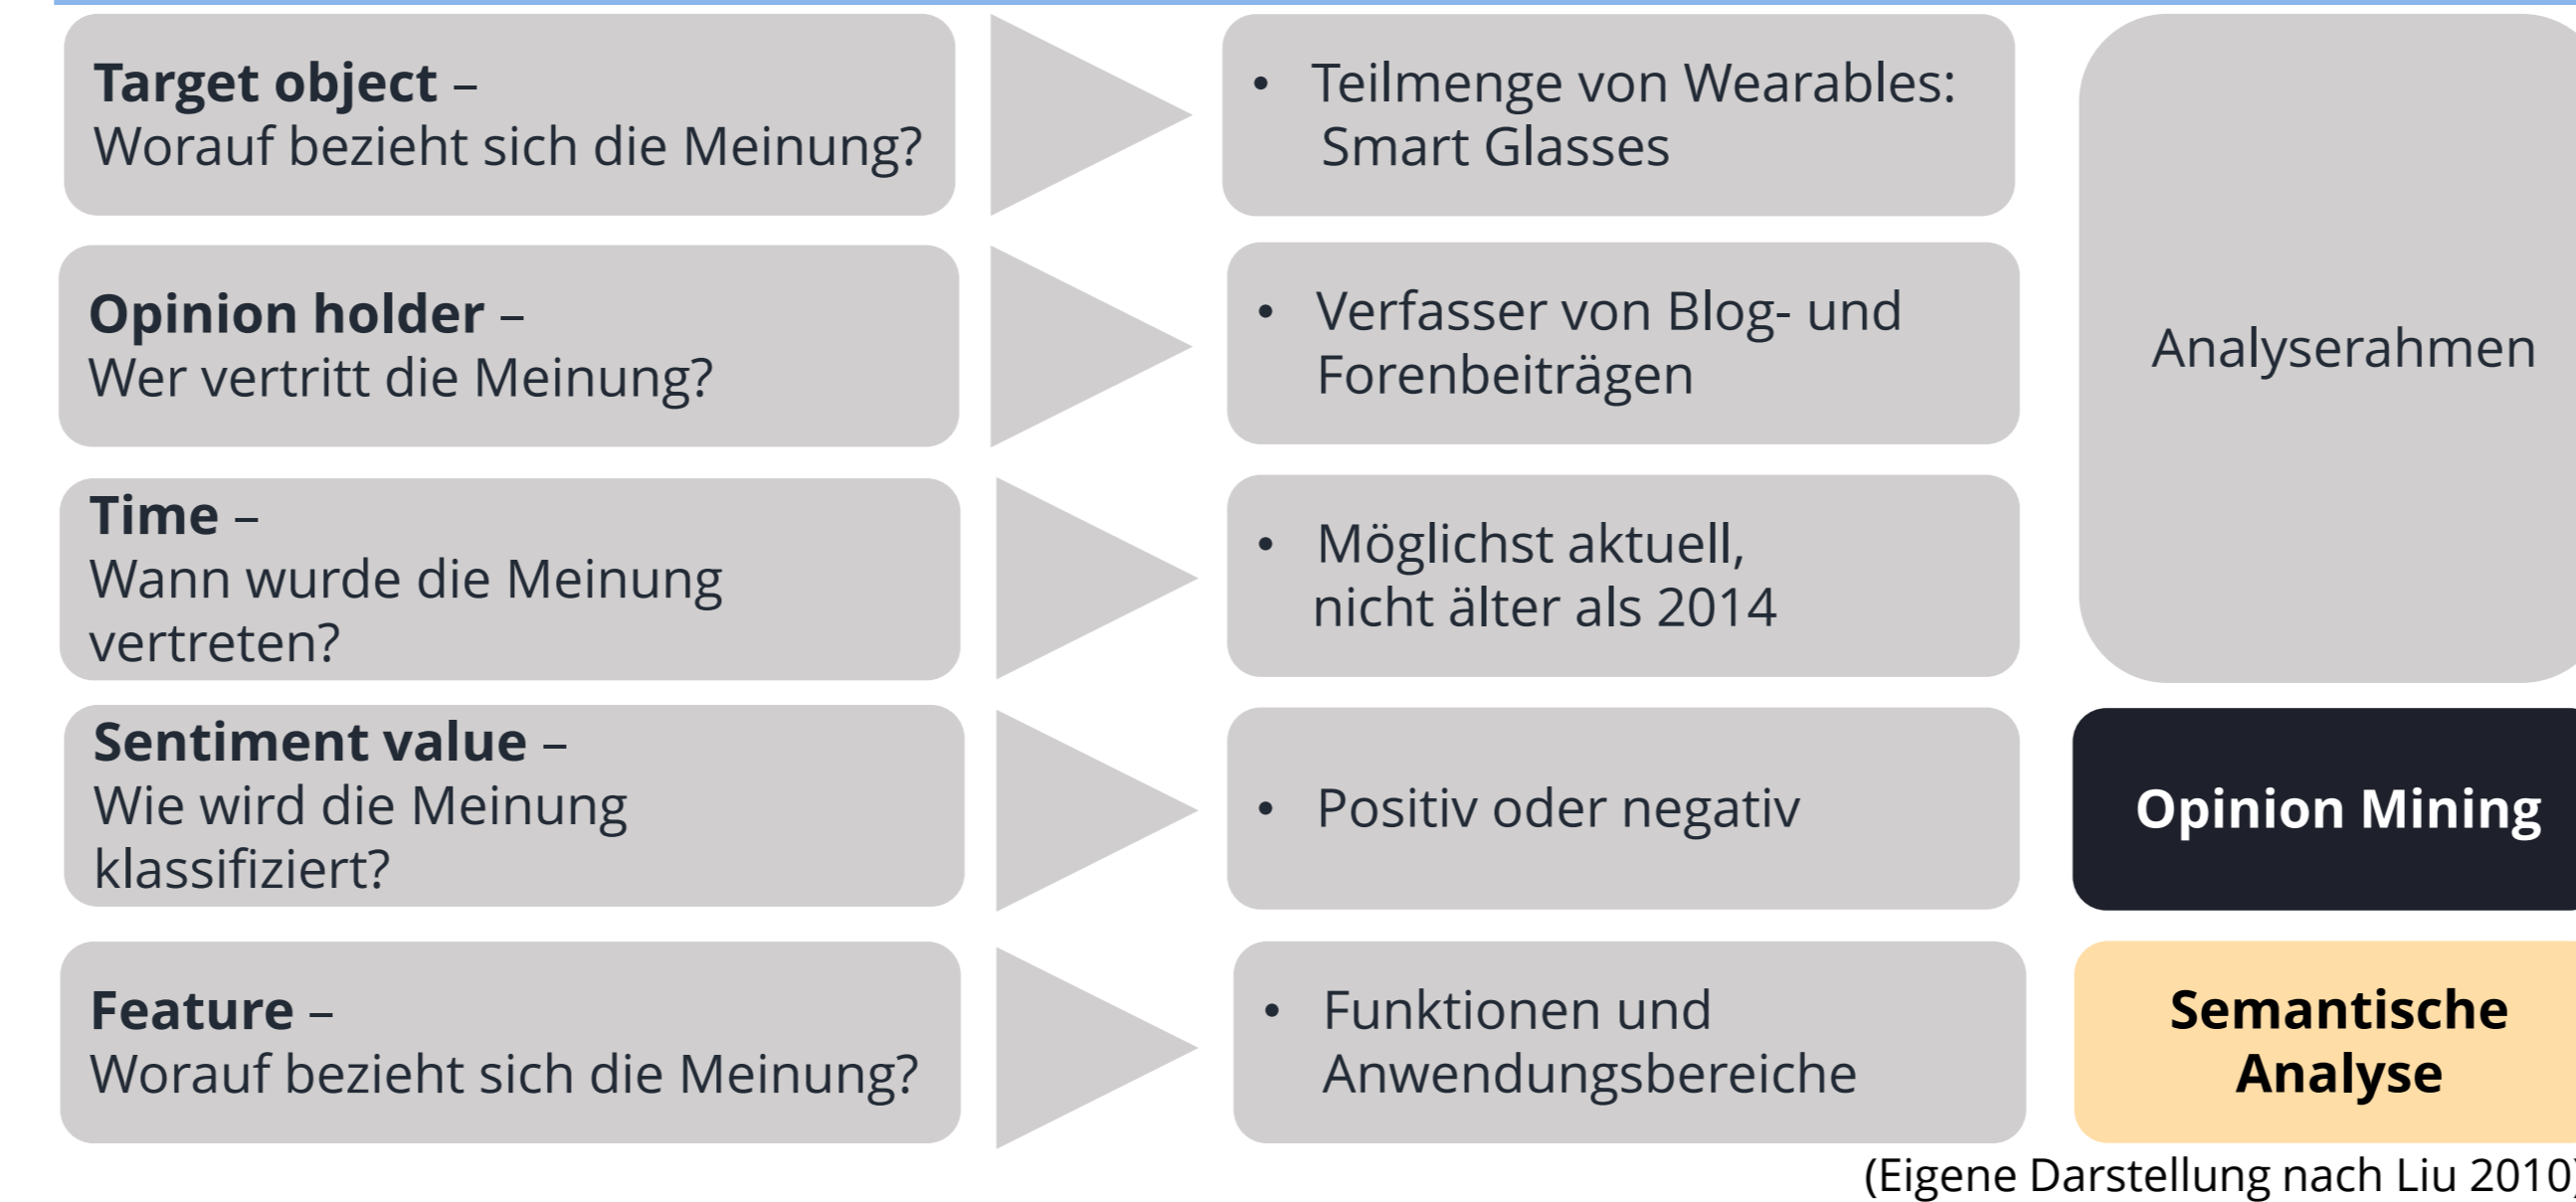 Target object –
Worauf bezieht sich die Meinung?
• Teilmenge von Wearables:
Smart Glasses
Opinion holder –
Wer vertritt die Meinung?
• Verfasser von Blog- und
Forenbeiträgen
Time –
Wann wurde die Meinung
vertreten?
• Möglichst aktuell,
nicht älter als 2014
Analyserahmen
Sentiment value –
Wie wird die Meinung
klassifiziert?
• Positiv oder negativ
Opinion Mining
Feature –
Worauf bezieht sich die Meinung?
• Funktionen und
Anwendungsbereiche
Semantische
Analyse
(Eigene Darstellung nach Liu 2010)